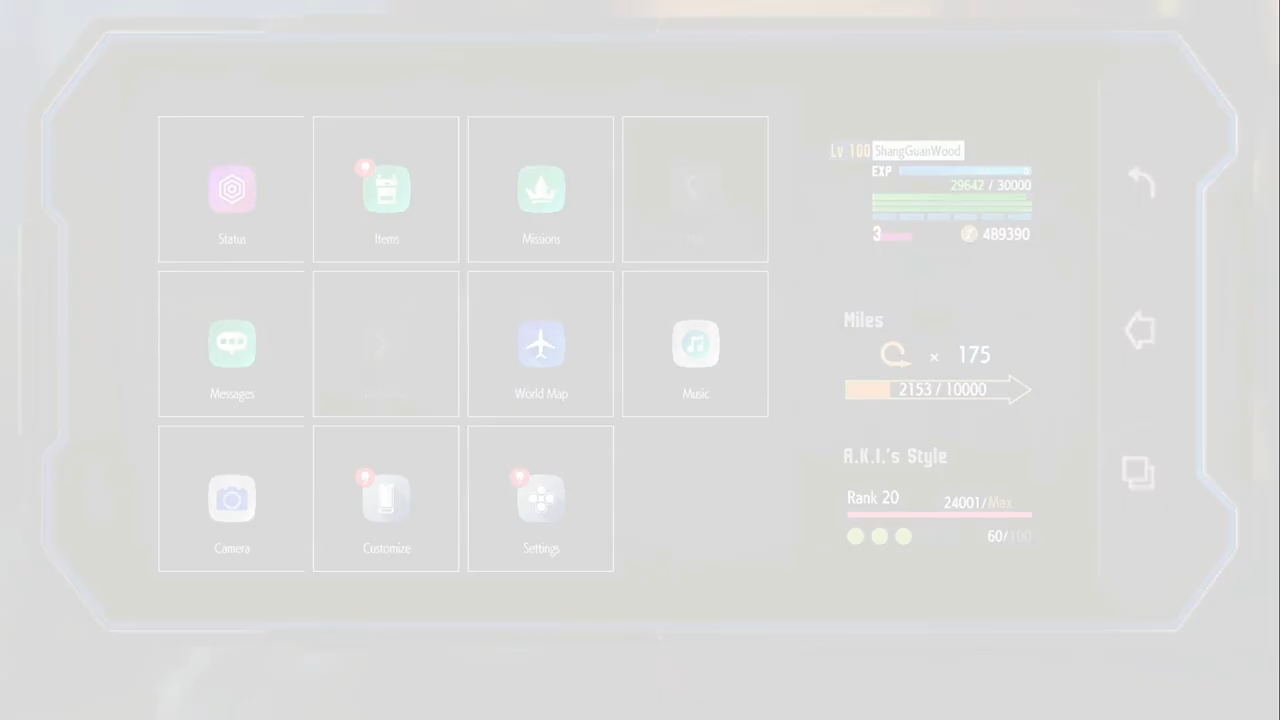 Status
Items
Missions
Messages
World Map
Music
Camera
Customize
Settings
Lv 100 ShangGuanWood
EXP
29642 / 30000
3
489390
Miles
× 175
2153 / 10000
A.K.I.'s Style
Rank 20
24001/Max
60/100